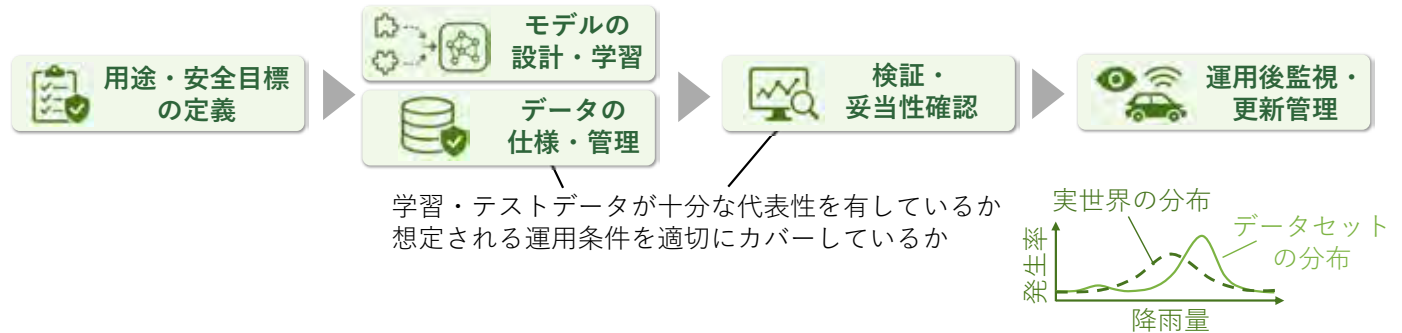 用途・安全目標
の定義
モデルの
設計・学習
データの
仕様・管理
検証・
妥当性確認
運用後監視・
更新管理
学習・テストデータが十分な代表性を有しているか
想定される運用条件を適切にカバーしているか
実世界の分布
データセット
の分布
発生率
降雨量